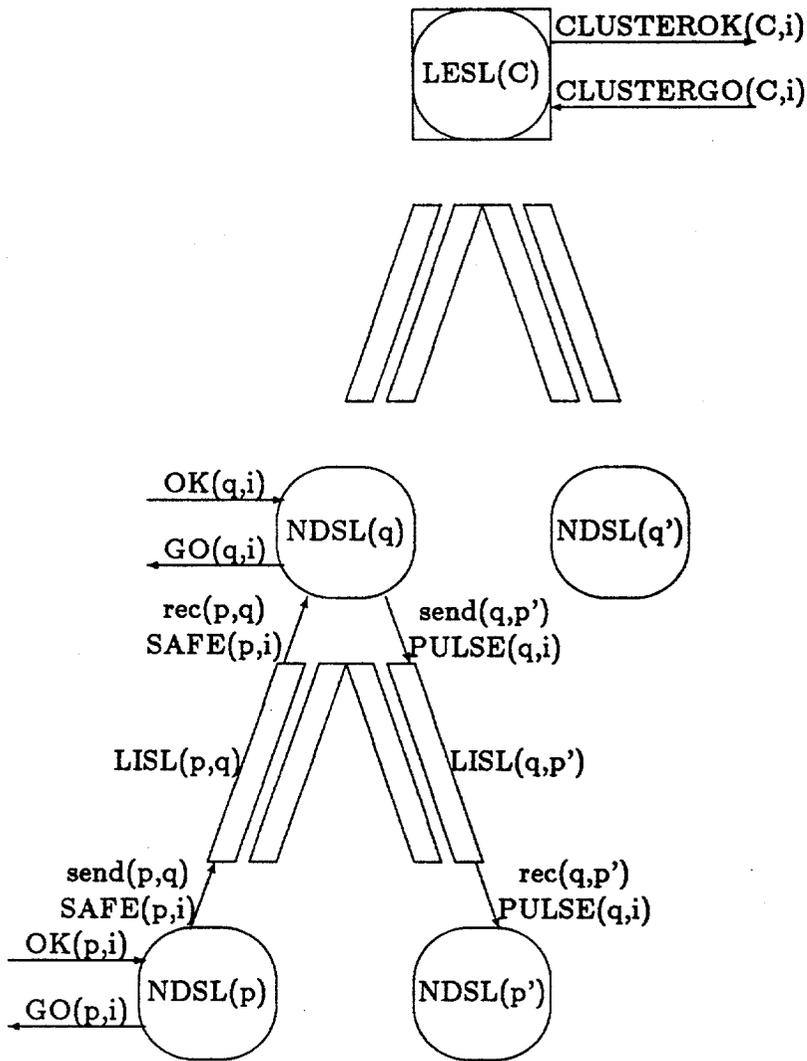 CLUSTEROK(C,i)
LESL(C)
CLUSTERGO(C,i)
OK(q,i)
NDSL(q)
NDSL(q')
GO(q,i)
rec(p,q)
SAFE(p,i)
send(q,p')
PULSE(q,i)
LISL(p,q)
LISL(q,p')
send(p,q)
SAFE(p,i)
rec(q,p')
PULSE(q,i)
OK(p,i)
NDSL(p)
NDSL(p')
GO(p,i)